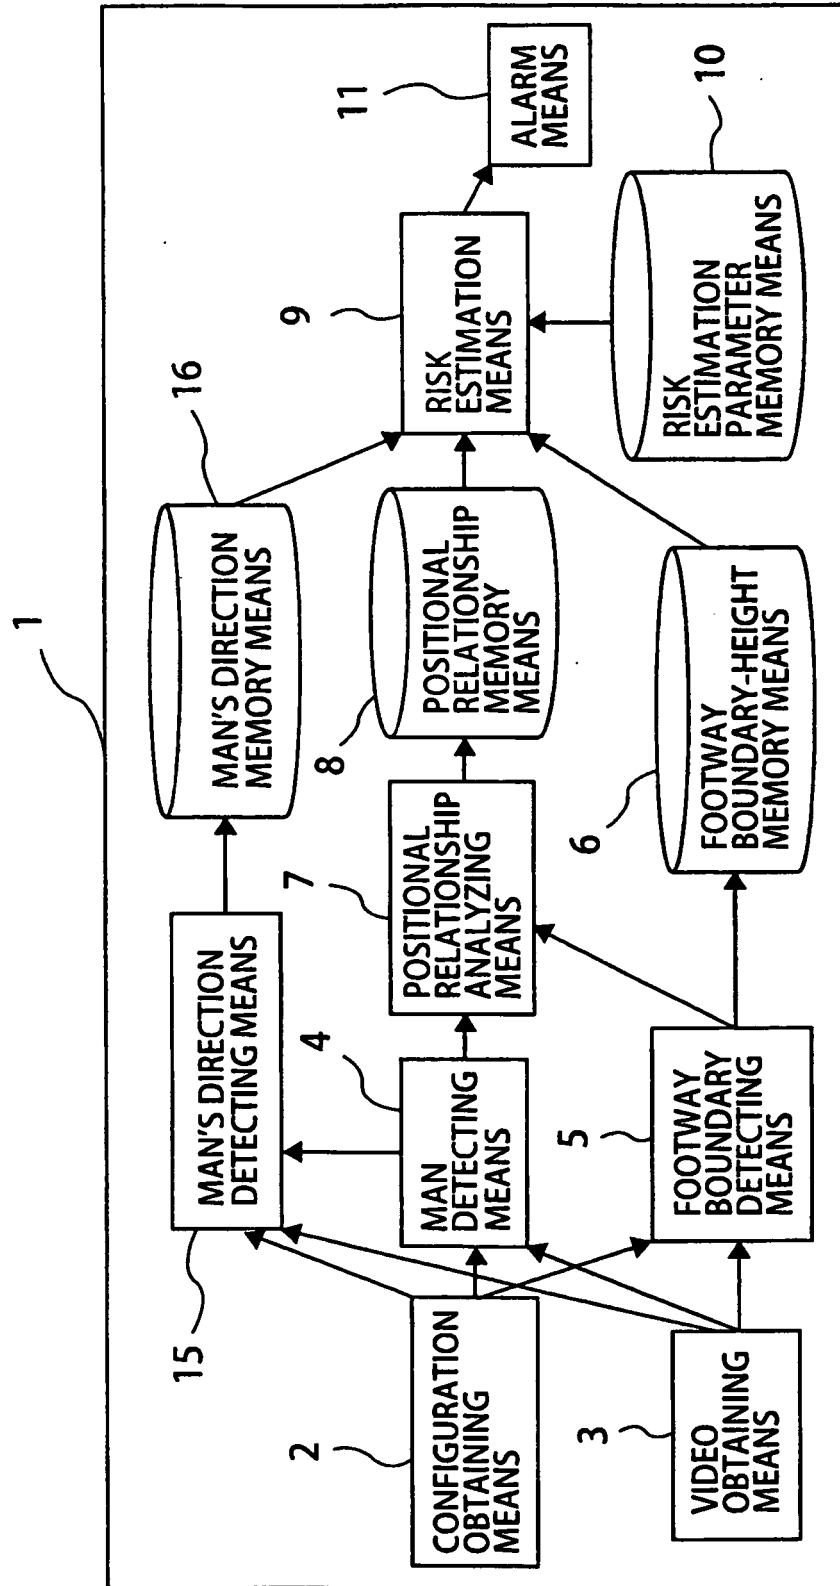 1
15
MAN'S DIRECTION
DETECTING MEANS
16
MAN'S DIRECTION
MEMORY MEANS
2
CONFIGURATION
OBTAINING
MEANS
4
MAN
DETECTING
MEANS
7
POSITIONAL
RELATIONSHIP
ANALYZING
MEANS
8
POSITIONAL
RELATIONSHIP
MEMORY
MEANS
9
RISK
ESTIMATION
MEANS
11
ALARM
MEANS
3
VIDEO
OBTAINING
MEANS
5
FOOTWAY
BOUNDARY
DETECTING
MEANS
6
FOOTWAY
BOUNDARY-HEIGHT
MEMORY MEANS
10
RISK
ESTIMATION
PARAMETER
MEMORY MEANS